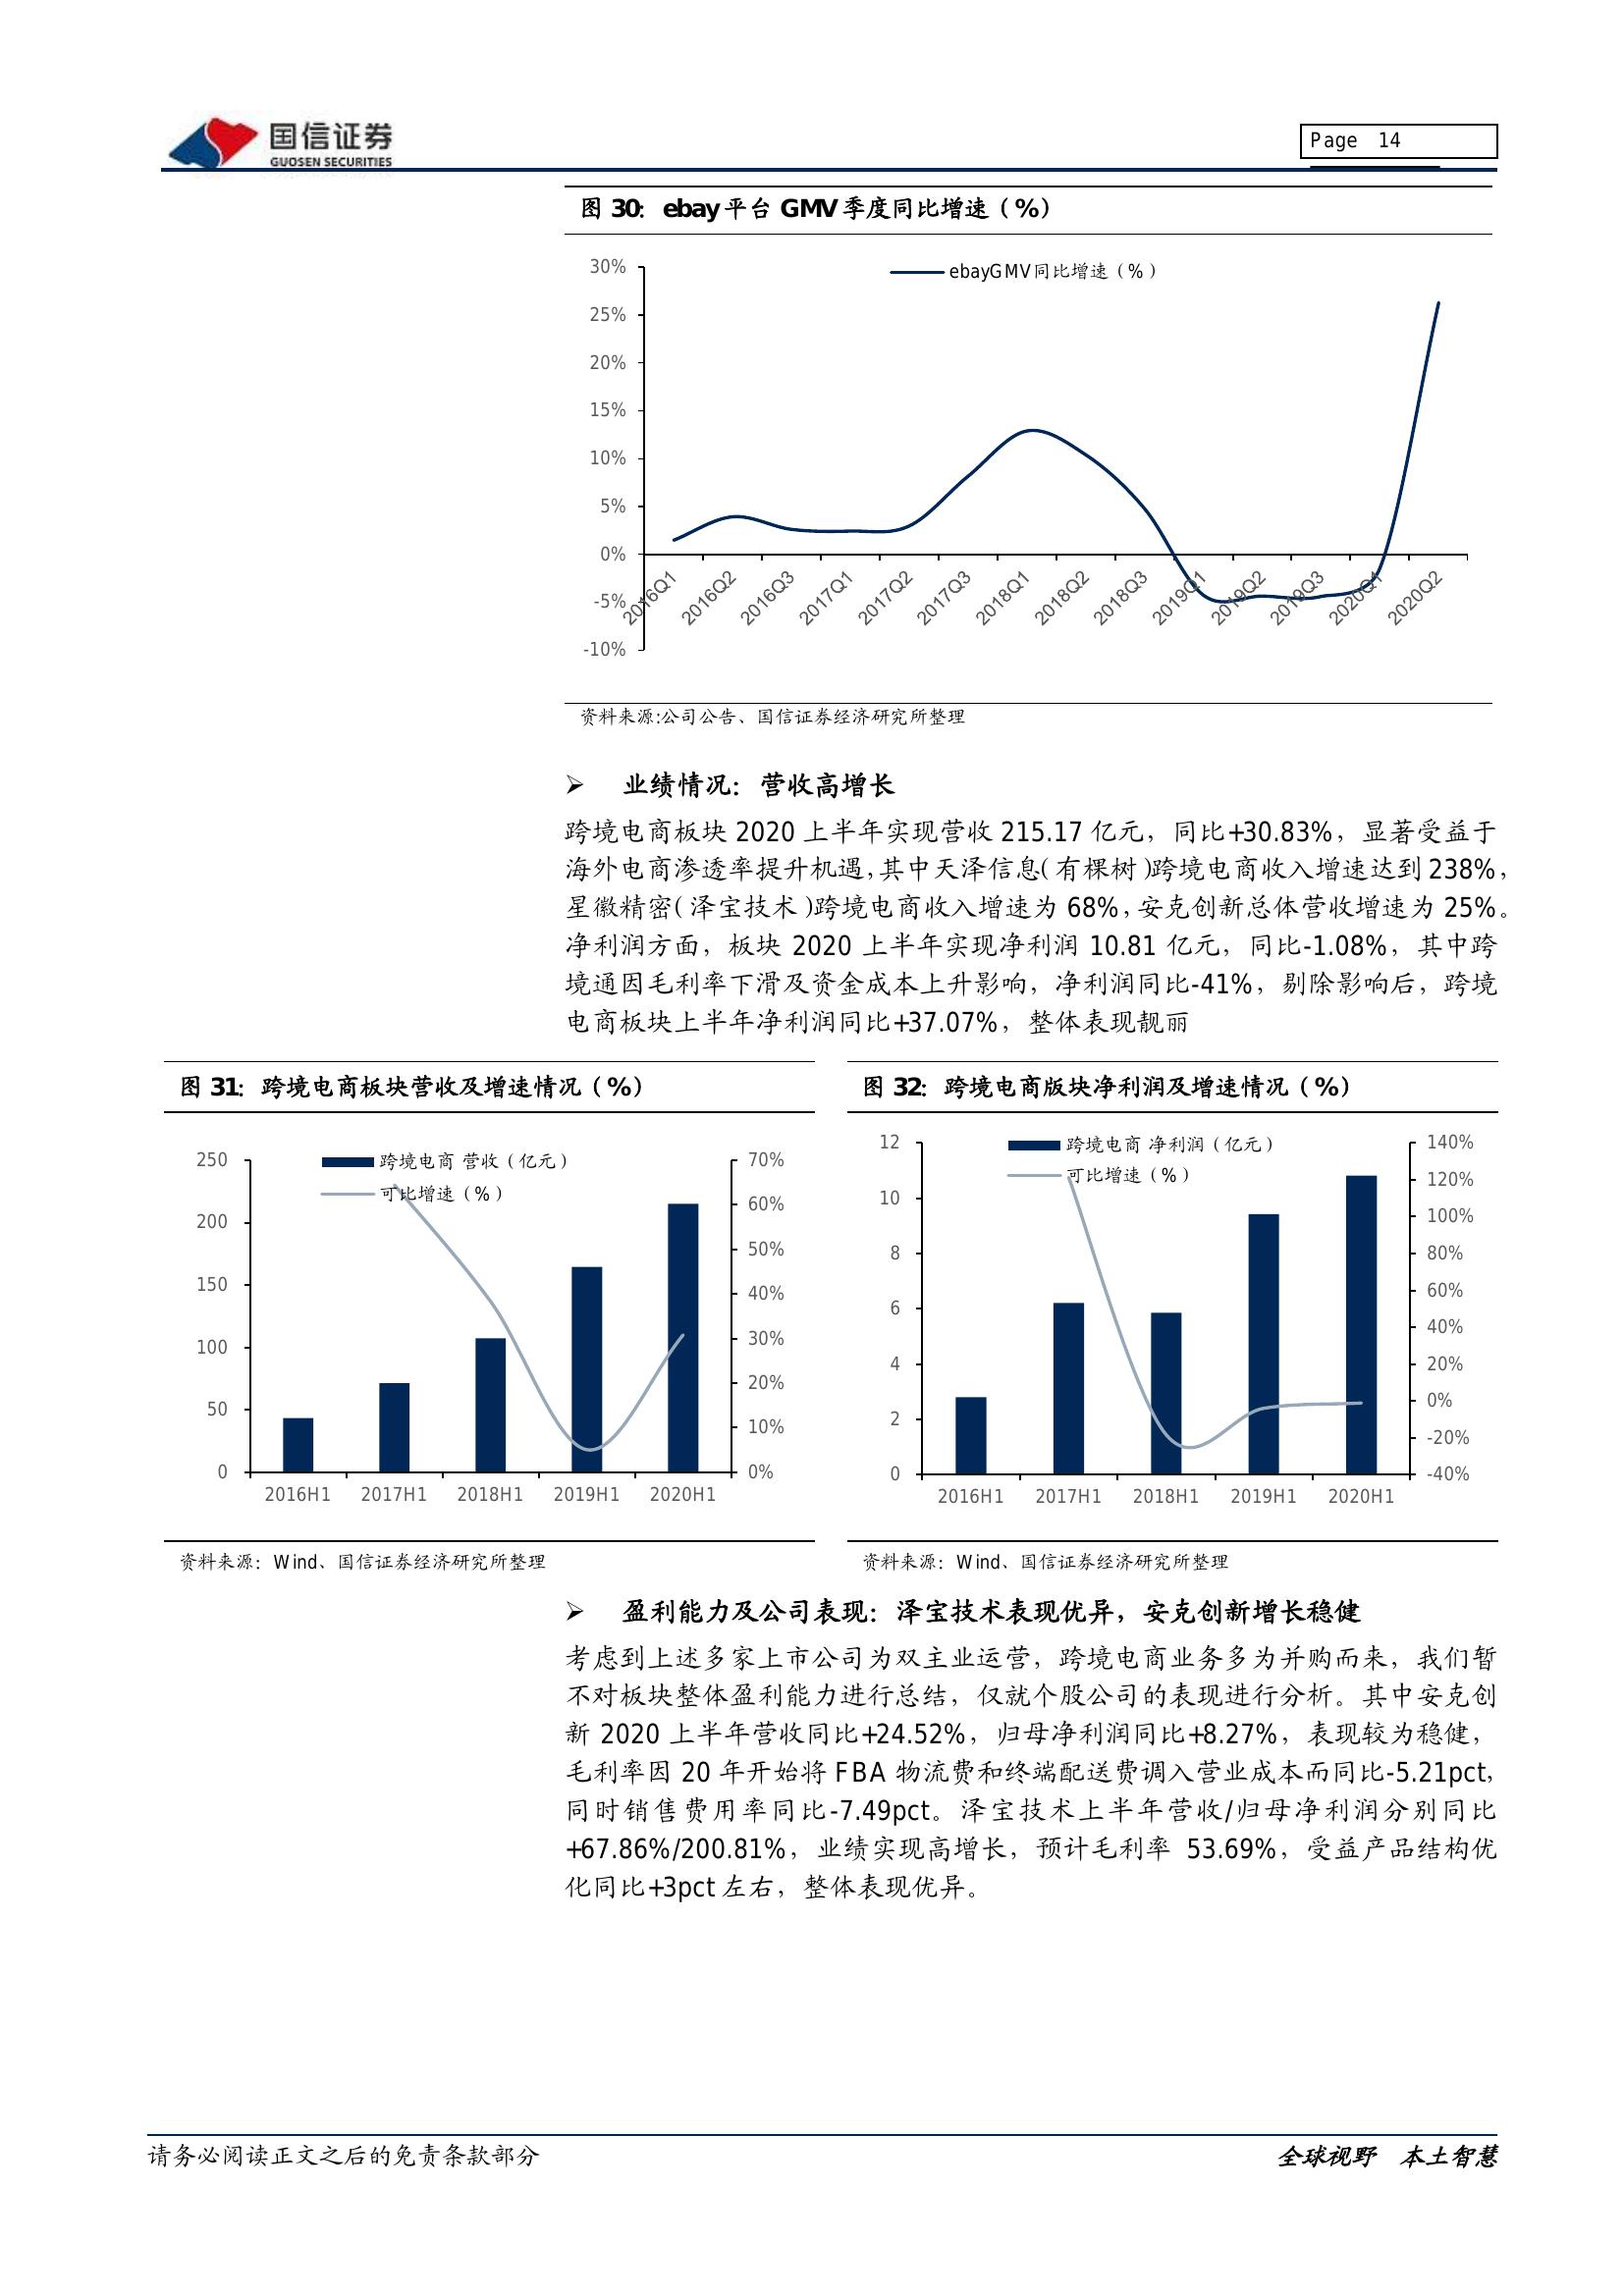 国信证券
GUOSEN SECURITIES
Page 14
图 30：ebay 平台 GMV 季度同比增速（%）
ebayGMV同比增速（%）
30%
25%
20%
15%
10%
5%
0%
-5%
-10%
2016Q1 2016Q2 2016Q3 2017Q1 2017Q2 2017Q3 2018Q1 2018Q2 2018Q3 2019Q1 2019Q2 2019Q3 2020Q1 2020Q2
资料来源:公司公告、国信证券经济研究所整理
➢ 业绩情况：营收高增长
跨境电商板块 2020 上半年实现营收 215.17 亿元，同比+30.83%，显著受益于
海外电商渗透率提升机遇，其中天泽信息（有棵树）跨境电商收入增速达到 238%，
星徽精密（泽宝技术）跨境电商收入增速为 68%，安克创新总体营收增速为 25%。
净利润方面，板块 2020 上半年实现净利润 10.81 亿元，同比-1.08%，其中跨
境通因毛利率下滑及资金成本上升影响，净利润同比-41%，剔除影响后，跨境
电商板块上半年净利润同比+37.07%，整体表现靓丽
图 31：跨境电商板块营收及增速情况（%）
跨境电商 营收（亿元）
可比增速（%）
250
200
150
100
50
0
70%
60%
50%
40%
30%
20%
10%
0%
2016H1 2017H1 2018H1 2019H1 2020H1
资料来源：Wind、国信证券经济研究所整理
图 32：跨境电商版块净利润及增速情况（%）
跨境电商 净利润（亿元）
可比增速（%）
12
10
8
6
4
2
0
140%
120%
100%
80%
60%
40%
20%
0%
-20%
-40%
2016H1 2017H1 2018H1 2019H1 2020H1
资料来源：Wind、国信证券经济研究所整理
➢ 盈利能力及公司表现：泽宝技术表现优异，安克创新增长稳健
考虑到上述多家上市公司为双主业运营，跨境电商业务多为并购而来，我们暂
不对板块整体盈利能力进行总结，仅就个股公司的表现进行分析。其中安克创
新 2020 上半年营收同比+24.52%，归母净利润同比+8.27%，表现较为稳健，
毛利率因 20 年开始将 FBA 物流费和终端配送费调入营业成本而同比-5.21pct，
同时销售费用率同比-7.49pct。泽宝技术上半年营收/归母净利润分别同比
+67.86%/200.81%，业绩实现高增长，预计毛利率 53.69%，受益产品结构优
化同比+3pct 左右，整体表现优异。
请务必阅读正文之后的免责条款部分
全球视野 本土智慧